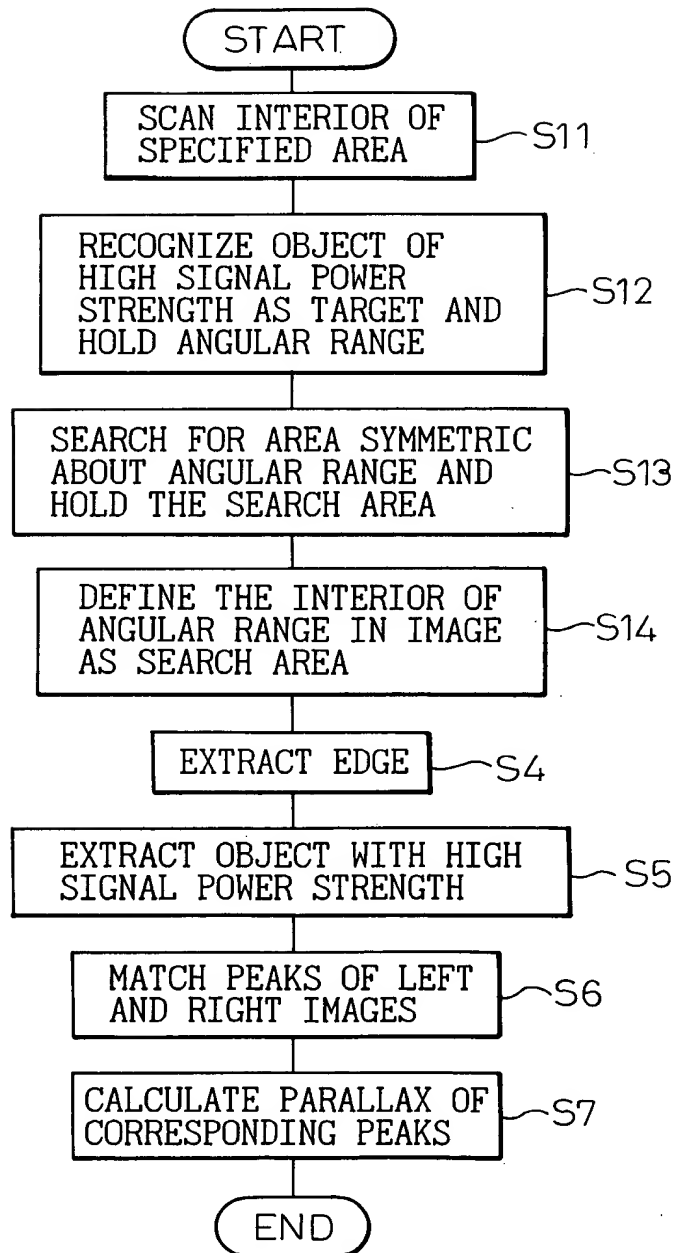 START
SCAN INTERIOR OF
SPECIFIED AREA
S11
RECOGNIZE OBJECT OF
HIGH SIGNAL POWER
STRENGTH AS TARGET AND
HOLD ANGULAR RANGE
S12
SEARCH FOR AREA SYMMETRIC
ABOUT ANGULAR RANGE AND
HOLD THE SEARCH AREA
S13
DEFINE THE INTERIOR OF
ANGULAR RANGE IN IMAGE
AS SEARCH AREA
S14
EXTRACT EDGE
S4
EXTRACT OBJECT WITH HIGH
SIGNAL POWER STRENGTH
S5
MATCH PEAKS OF LEFT
AND RIGHT IMAGES
S6
CALCULATE PARALLAX OF
CORRESPONDING PEAKS
S7
END